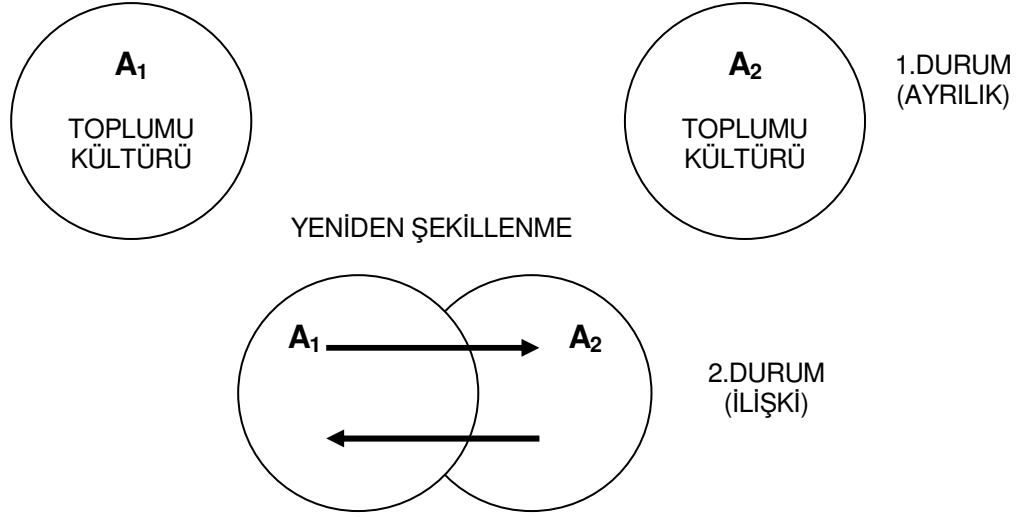 A₁
TOPLUMU
KÜLTÜRÜ
A₂
TOPLUMU
KÜLTÜRÜ
1.DURUM
(AYRILIK)
YENİDEN ŞEKİLLENME
A₁
A₂
2.DURUM
(İLİŞKİ)